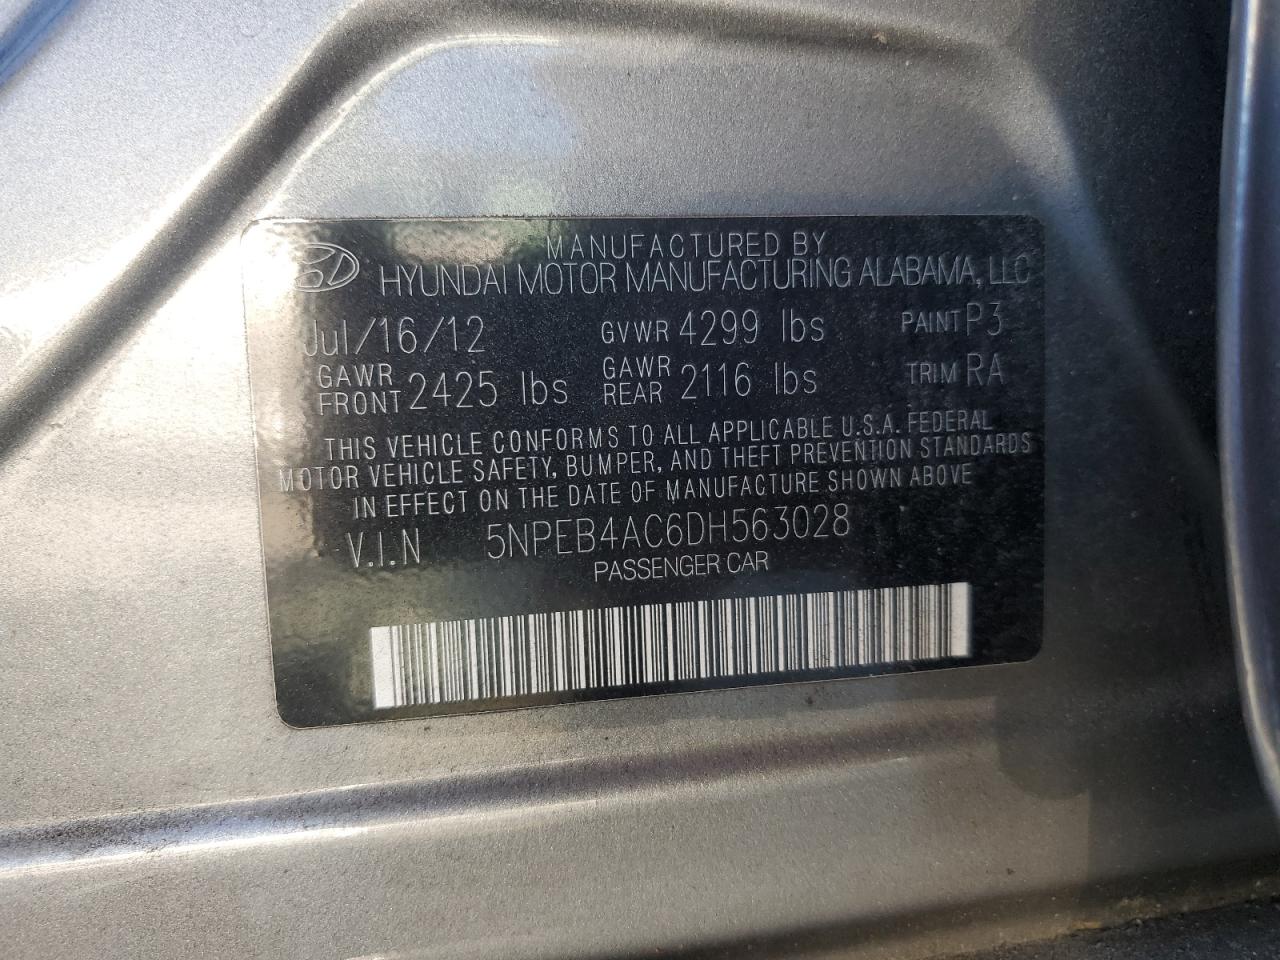 MANUFACTURED BY
HYUNDAI MOTOR MANUFACTURING ALABAMA, LLC
Jul/16/12 GVWR 4299 lbs PAINT P3
GAWR FRONT 2425 lbs GAWR REAR 2116 lbs TRIM RA
THIS VEHICLE CONFORMS TO ALL APPLICABLE U.S.A. FEDERAL
MOTOR VEHICLE SAFETY, BUMPER, AND THEFT PREVENTION STANDARDS
IN EFFECT ON THE DATE OF MANUFACTURE SHOWN ABOVE
V.I.N 5NPEB4AC6DH563028
PASSENGER CAR